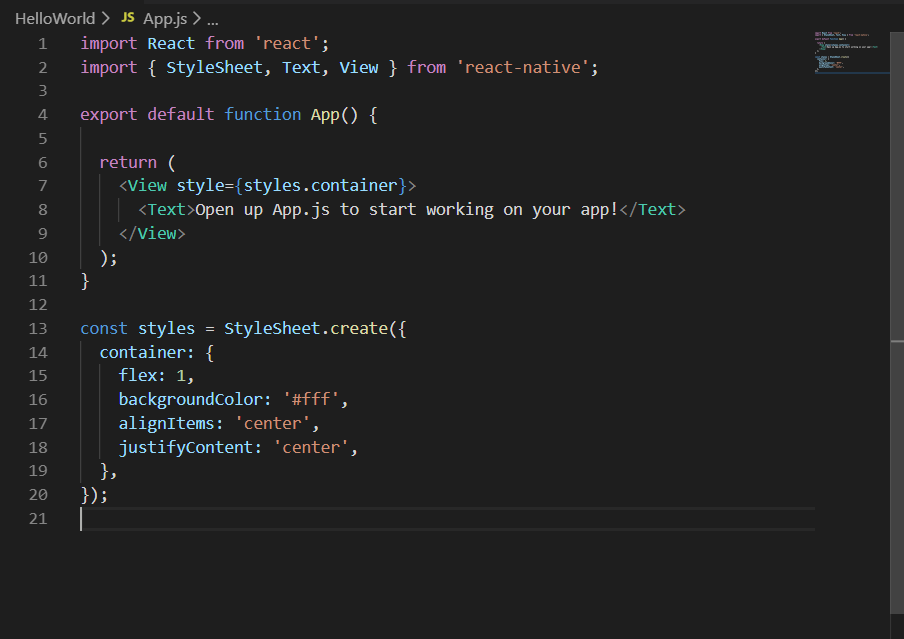 HelloWorld > JS App.js > ...
1 import React from 'react';
2 import { StyleSheet, Text, View } from 'react-native';
3
4 export default function App() {
5
6   return (
7     <View style={styles.container}>
8       <Text>Open up App.js to start working on your app!</Text>
9     </View>
10   );
11 }
12
13 const styles = StyleSheet.create({
14   container: {
15     flex: 1,
16     backgroundColor: '#fff',
17     alignItems: 'center',
18     justifyContent: 'center',
19   },
20 });
21